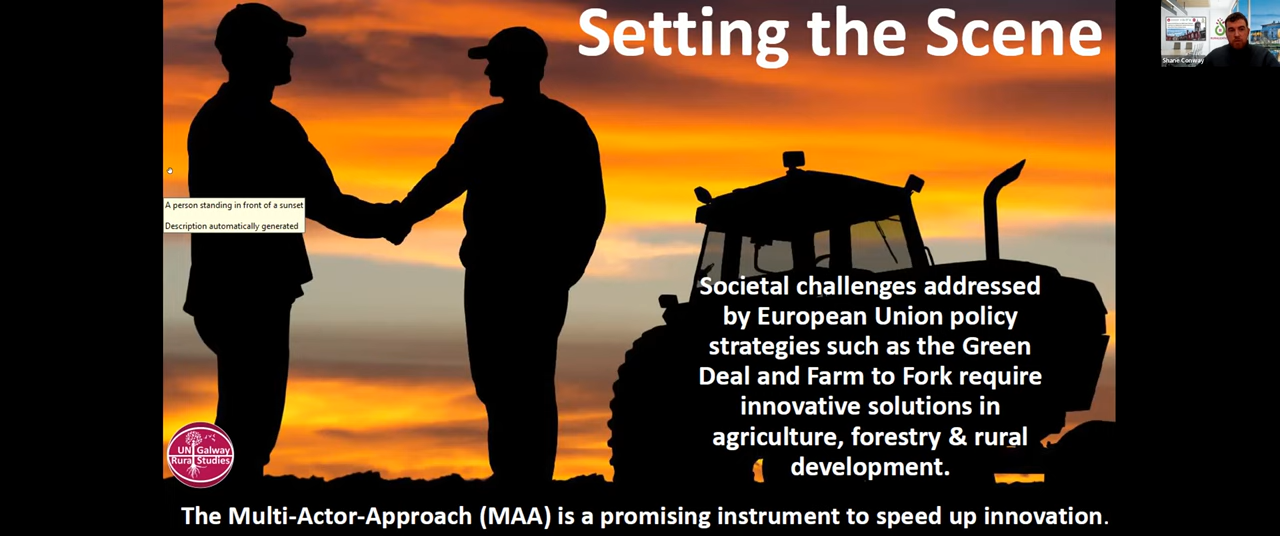 Setting the Scene
Shane Conway
A person standing in front of a sunset
Description automatically generated
Societal challenges addressed
by European Union policy
strategies such as the Green
Deal and Farm to Fork require
innovative solutions in
agriculture, forestry & rural
development.
UNI Galway
Rural Studies
The Multi-Actor-Approach (MAA) is a promising instrument to speed up innovation.